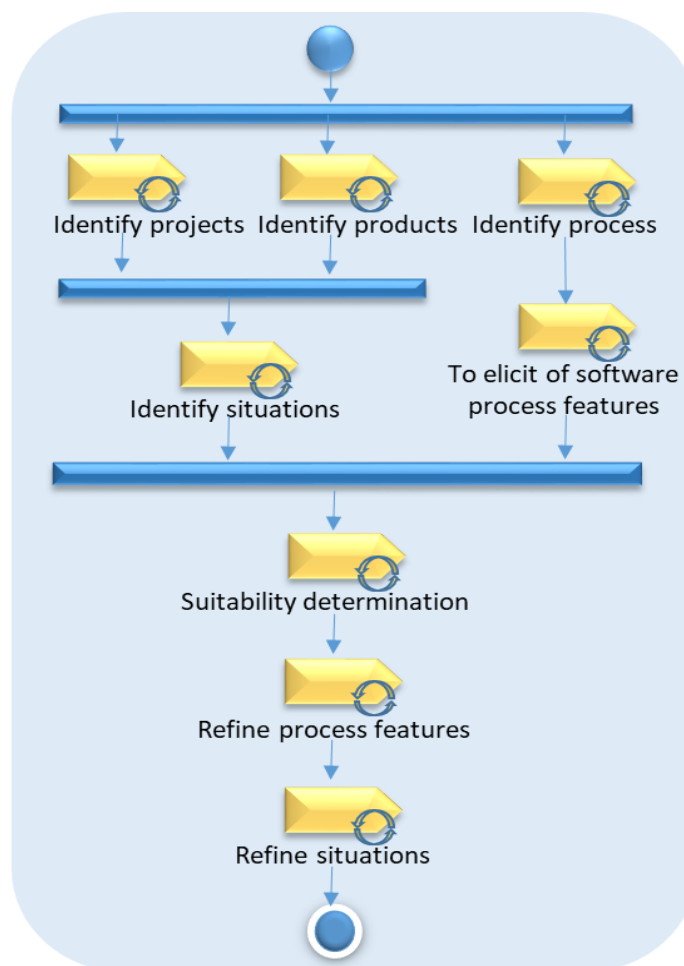 Identify projects
Identify products
Identify process
Identify situations
To elicit of software
process features
Suitability determination
Refine process features
Refine situations